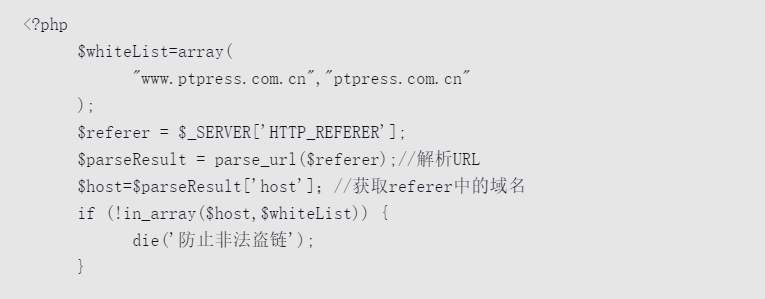 <?php
$whiteList=array(
"www.ptpress.com.cn","ptpress.com.cn"
);
$referer = $_SERVER['HTTP_REFERER'];
$parseResult = parse_url($referer);//解析URL
$host=$parseResult['host']; //获取referer中的域名
if (!in_array($host,$whiteList)) {
die('防止非法盗链');
}